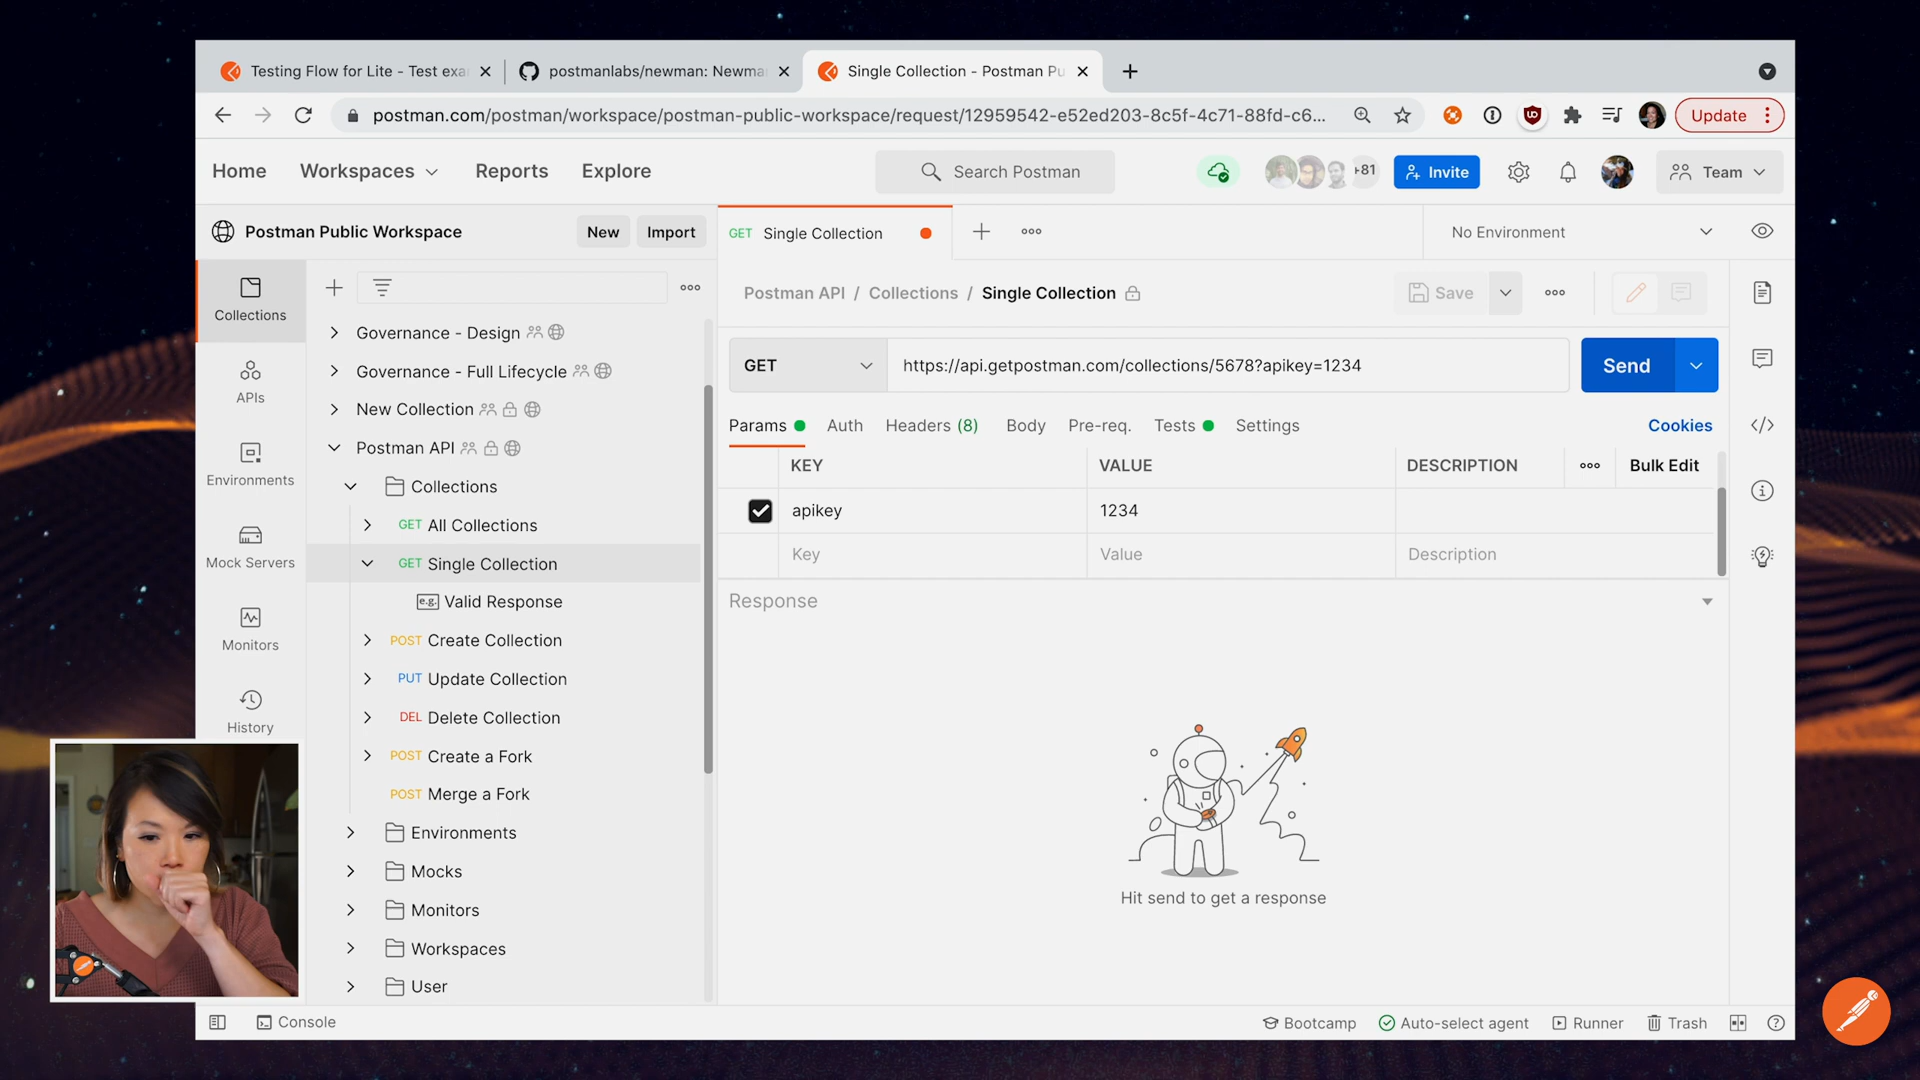 Testing Flow for Lite - Test exa
postmanlabs/newman: Newma
Single Collection - Postman Pu
postman.com/postman/workspace/postman-public-workspace/request/12959542-e52ed203-8c5f-4c71-88fd-c6...
Update
Home
Workspaces
Reports
Explore
Search Postman
+81
Invite
Team
Postman Public Workspace
New
Import
GET Single Collection
No Environment
Collections
APIs
Environments
Mock Servers
Monitors
History
Governance - Design
Governance - Full Lifecycle
New Collection
Postman API
Collections
GET All Collections
GET Single Collection
e.g. Valid Response
POST Create Collection
PUT Update Collection
DEL Delete Collection
POST Create a Fork
POST Merge a Fork
Environments
Mocks
Monitors
Workspaces
User
Postman API / Collections / Single Collection
Save
GET
https://api.getpostman.com/collections/5678?apikey=1234
Send
Params
Auth
Headers (8)
Body
Pre-req.
Tests
Settings
Cookies
KEY
VALUE
DESCRIPTION
Bulk Edit
apikey
1234
Key
Value
Description
Response
Hit send to get a response
Console
Bootcamp
Auto-select agent
Runner
Trash